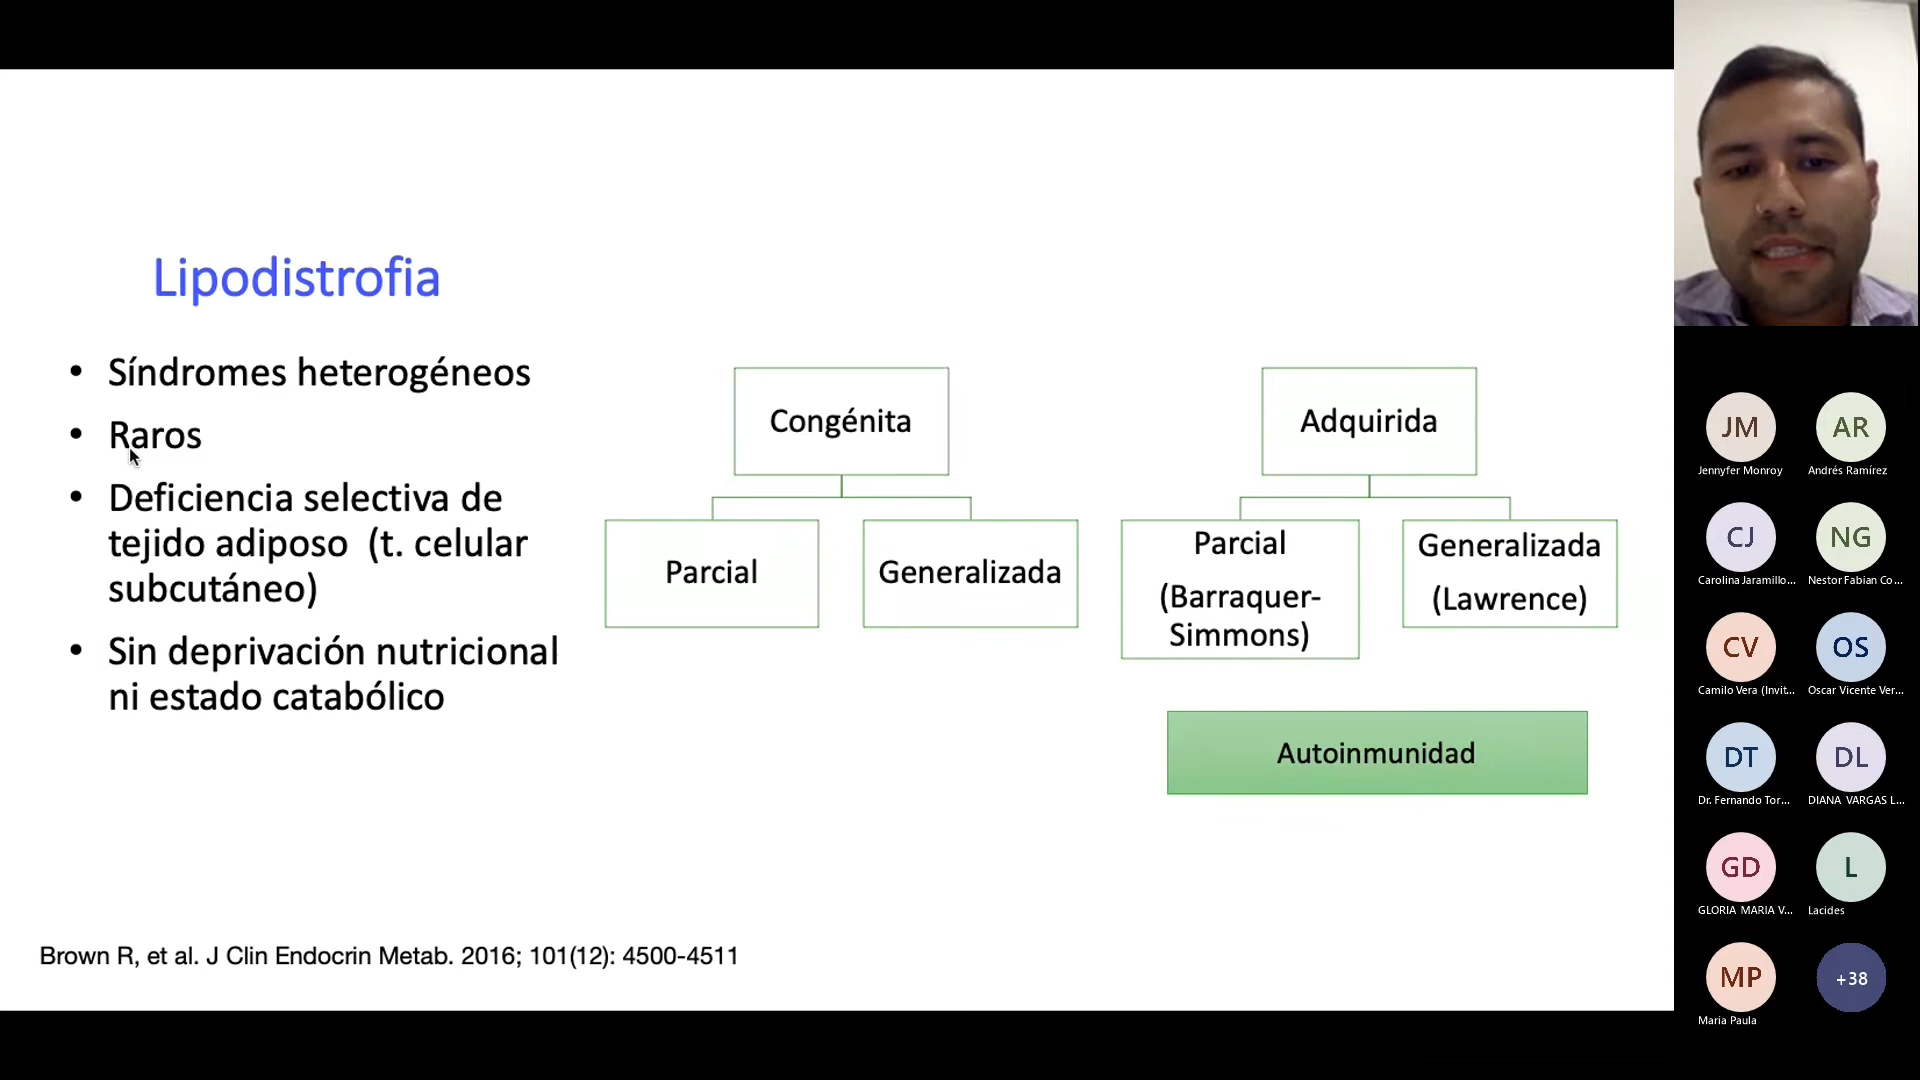 Lipodistrofia
• Síndromes heterogéneos
• Raros
• Deficiencia selectiva de
tejido adiposo (t. celular
subcutáneo)
• Sin deprivación nutricional
ni estado catabólico
Congénita
Parcial
Generalizada
Adquirida
Parcial
(Barraquer-
Simmons)
Generalizada
(Lawrence)
Autoinmunidad
Brown R, et al. J Clin Endocrin Metab. 2016; 101(12): 4500-4511
JM
Jennyfer Monroy
AR
Andrés Ramírez
CJ
Carolina Jaramillo...
NG
Nestor Fabian Co...
CV
Camilo Vera (Invit...
OS
Oscar Vicente Ver...
DT
Dr. Fernando Tor...
DL
DIANA VARGAS L...
GD
GLORIA MARIA V...
L
Lacides
MP
Maria Paula
+38